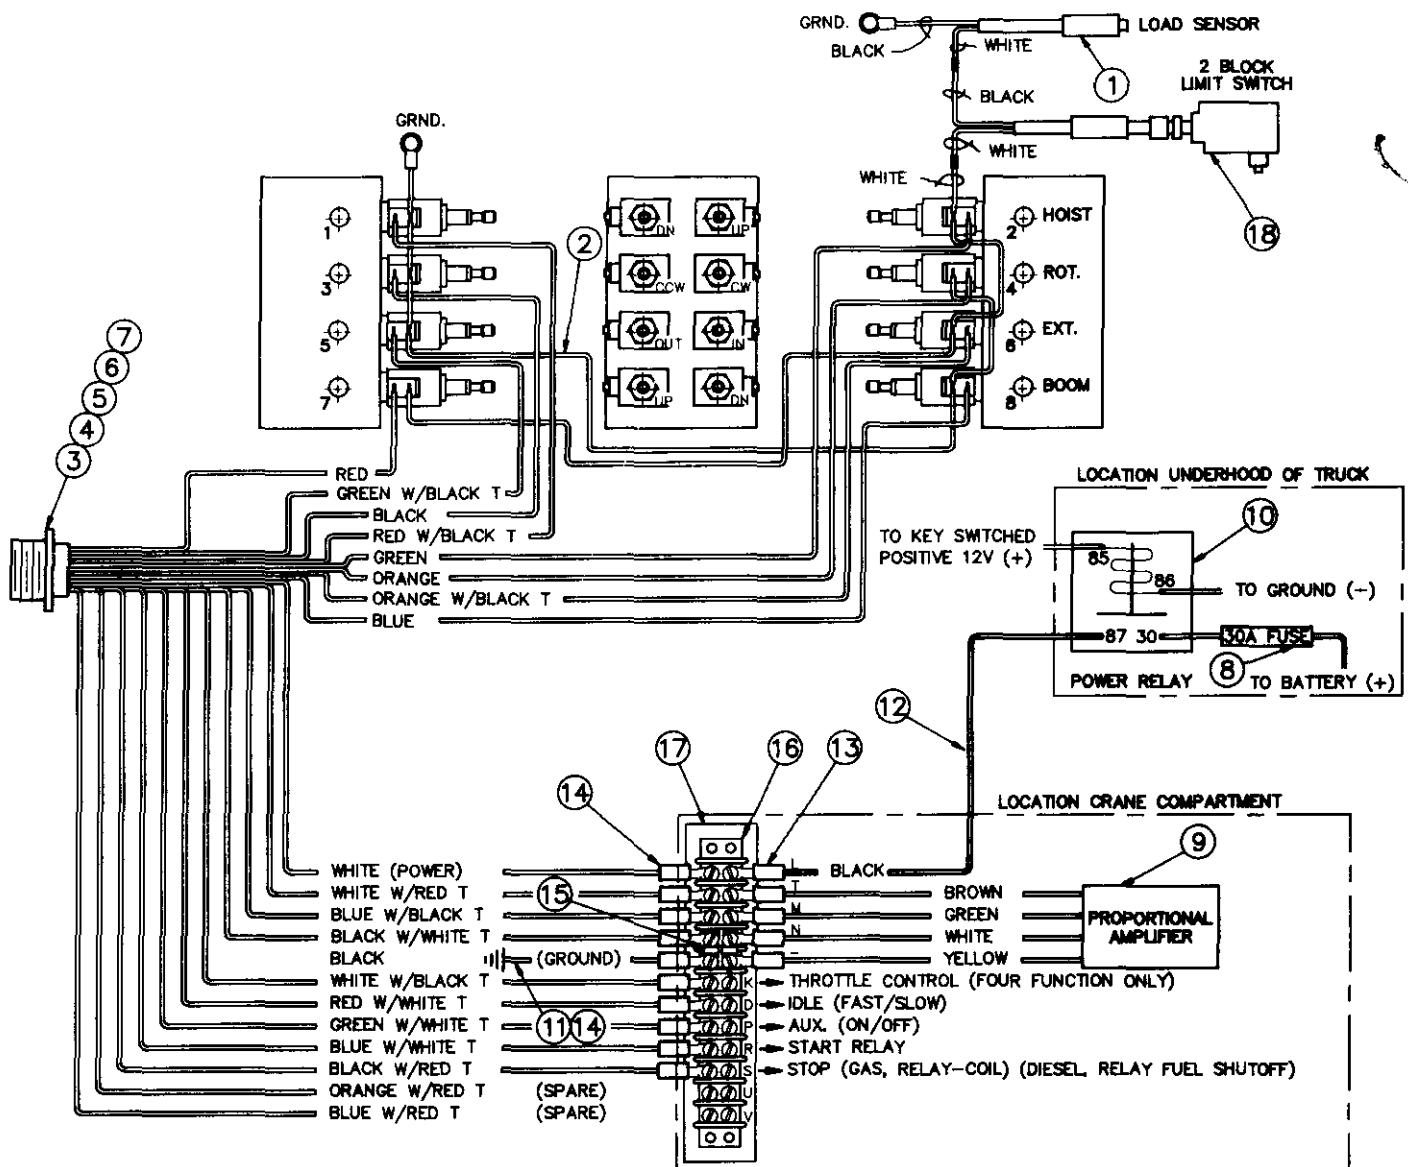 GRND.
BLACK
WHITE
LOAD SENSOR
1
2 BLOCK
LIMIT SWITCH
BLACK
WHITE
WHITE
18
GRND.
1
3
5
7
2
DN UP
CCW CW
OUT IN
UP DN
2 HOIST
4 ROT.
6 EXT.
8 BOOM
7
6
5
4
3
RED
GREEN W/BLACK T
BLACK
RED W/BLACK T
GREEN
ORANGE
ORANGE W/BLACK T
BLUE
LOCATION UNDERHOOD OF TRUCK
10
TO KEY SWITCHED
POSITIVE 12V (+)
85
86
TO GROUND (-)
87 30
30A FUSE
8
POWER RELAY
TO BATTERY (+)
12
17
16
13
14
LOCATION CRANE COMPARTMENT
9
WHITE (POWER)
L
BLACK
WHITE W/RED T
15
T
BROWN
BLUE W/BLACK T
M
GREEN
BLACK W/WHITE T
N
WHITE
BLACK
(GROUND)
YELLOW
PROPORTIONAL
AMPLIFIER
WHITE W/BLACK T
K
THROTTLE CONTROL (FOUR FUNCTION ONLY)
RED W/WHITE T
D
IDLE (FAST/SLOW)
GREEN W/WHITE T
11 14
P
AUX. (ON/OFF)
BLUE W/WHITE T
R
START RELAY
BLACK W/RED T
S
STOP (GAS, RELAY-COIL) (DIESEL, RELAY FUEL SHUTOFF)
ORANGE W/RED T (SPARE)
U
BLUE W/RED T (SPARE)
V